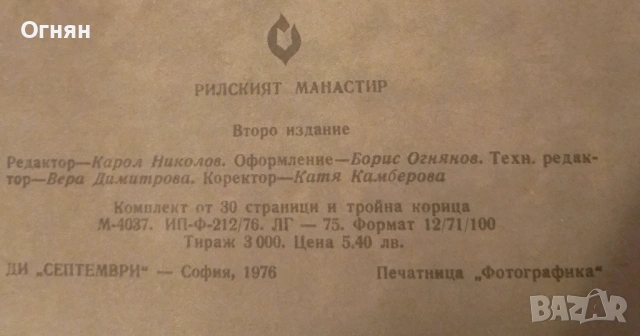 Огнян
РИЛСКИЯТ МАНАСТИР
Второ издание
Редактор—Карол Николов. Оформление—Борис Огнянов. Техн. редак-
тор—Вера Димитрова. Коректор—Катя Камберова
Комплект от 30 страници и тройна корица
М-4037. ИП-Ф-212/76. ЛГ — 75. Формат 12/71/100
Тираж 3 000. Цена 5.40 лв.
ДИ „СЕПТЕМВРИ“ — София, 1976 Печатница „Фотографика“
bazar.bg